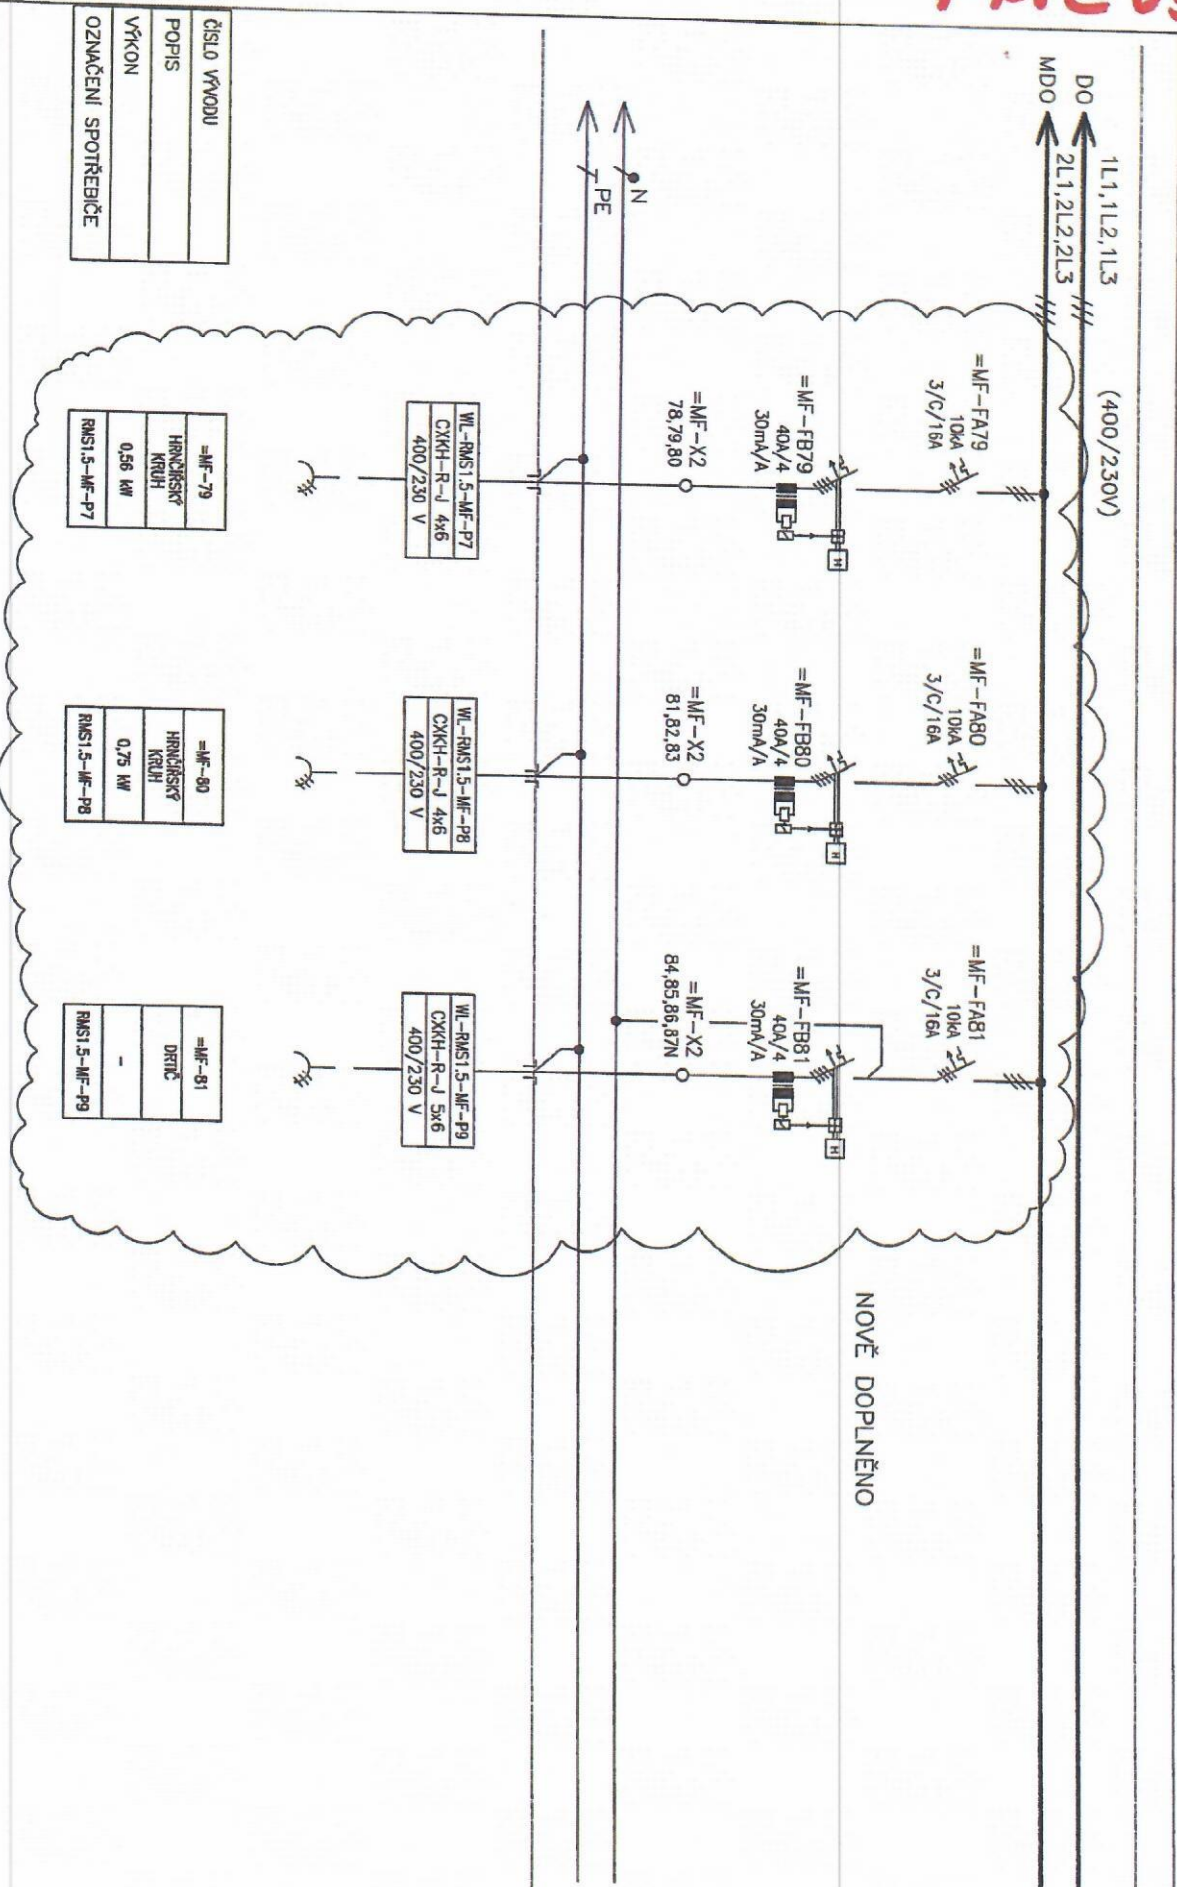 DO
1L1,1L2,1L3
(400/230V)
MDO
2L1,2L2,2L3
=MF-FA79
10kA
3/C/16A
=MF-FA80
10kA
3/C/16A
=MF-FA81
10kA
3/C/16A
NOVĚ DOPLNĚNO
=MF-FB79
40A/4
30mA/A
H
=MF-FB80
40A/4
30mA/A
H
=MF-FB81
40A/4
30mA/A
H
=MF-X2
78,79,80
=MF-X2
81,82,83
=MF-X2
84,85,86,87N
N
PE
WL-RMS1.5-MF-P7
CXKH-R-J 4x6
400/230 V
WL-RMS1.5-MF-P8
CXKH-R-J 4x6
400/230 V
WL-RMS1.5-MF-P9
CXKH-R-J 5x6
400/230 V
ČÍSLO VÝVODU
POPIS
VÝKON
OZNAČENÍ SPOTŘEBIČE
=MF-79
HRNČÍŘSKÝ
KRUH
0,56 kW
RMS1.5-MF-P7
=MF-80
HRNČÍŘSKÝ
KRUH
0,75 kW
RMS1.5-MF-P8
=MF-81
DRTIČ
-
RMS1.5-MF-P9